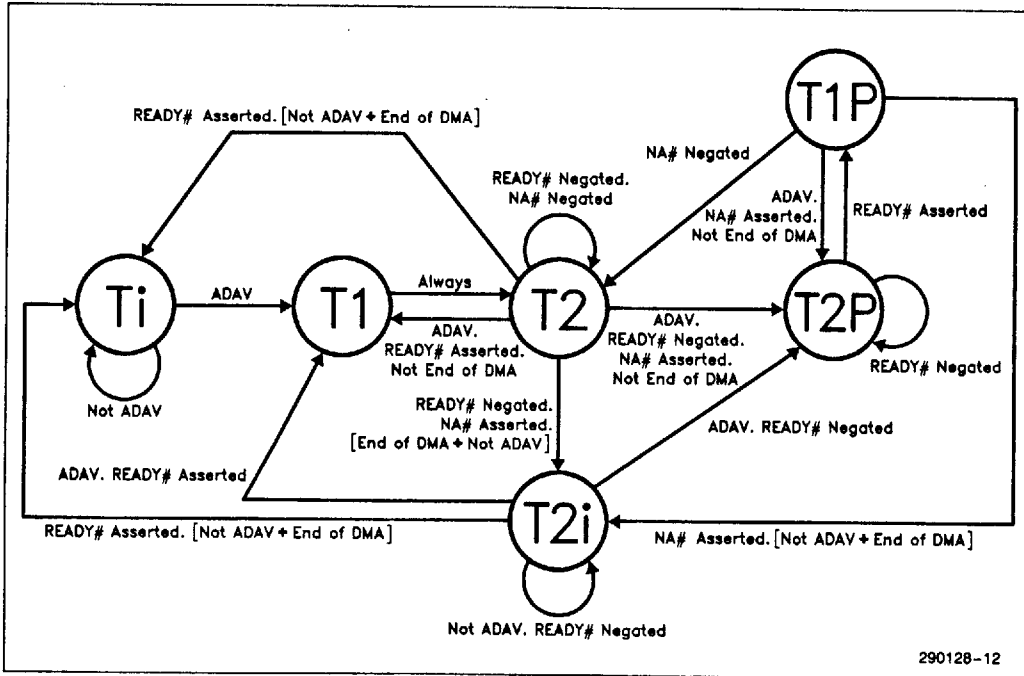 T1P
READY# Asserted. [Not ADAV + End of DMA]
NA# Negated
READY# Negated.
NA# Negated
ADAV.
NA# Asserted.
Not End of DMA
READY# Asserted
Ti
ADAV
T1
Always
T2
T2P
ADAV.
READY# Asserted.
Not End of DMA
ADAV.
READY# Negated.
NA# Asserted.
Not End of DMA
READY# Negated
Not ADAV
READY# Negated.
NA# Asserted.
[End of DMA + Not ADAV]
ADAV. READY# Negated
ADAV. READY# Asserted
T2i
READY# Asserted. [Not ADAV + End of DMA]
NA# Asserted. [Not ADAV + End of DMA]
Not ADAV. READY# Negated
290128-12